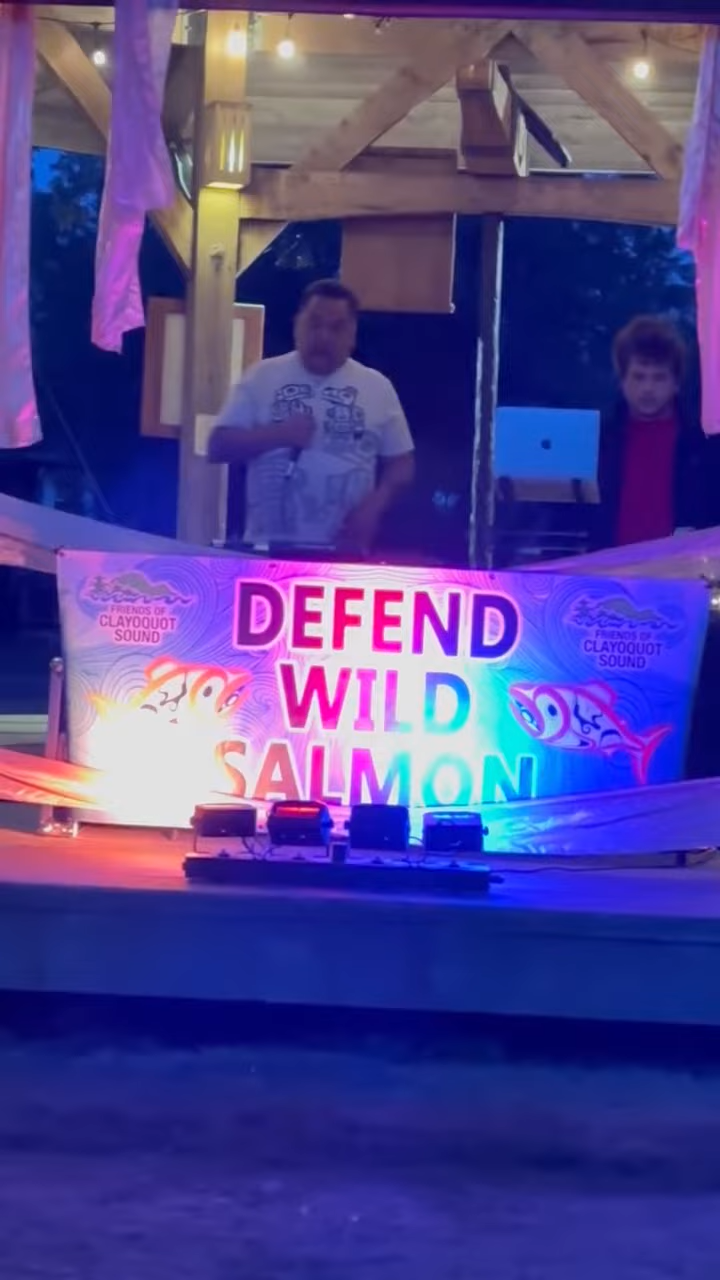 FRIENDS OF
CLAYOQUOT
SOUND
DEFEND
WILD
SALMON
FRIENDS OF
CLAYOQUOT
SOUND